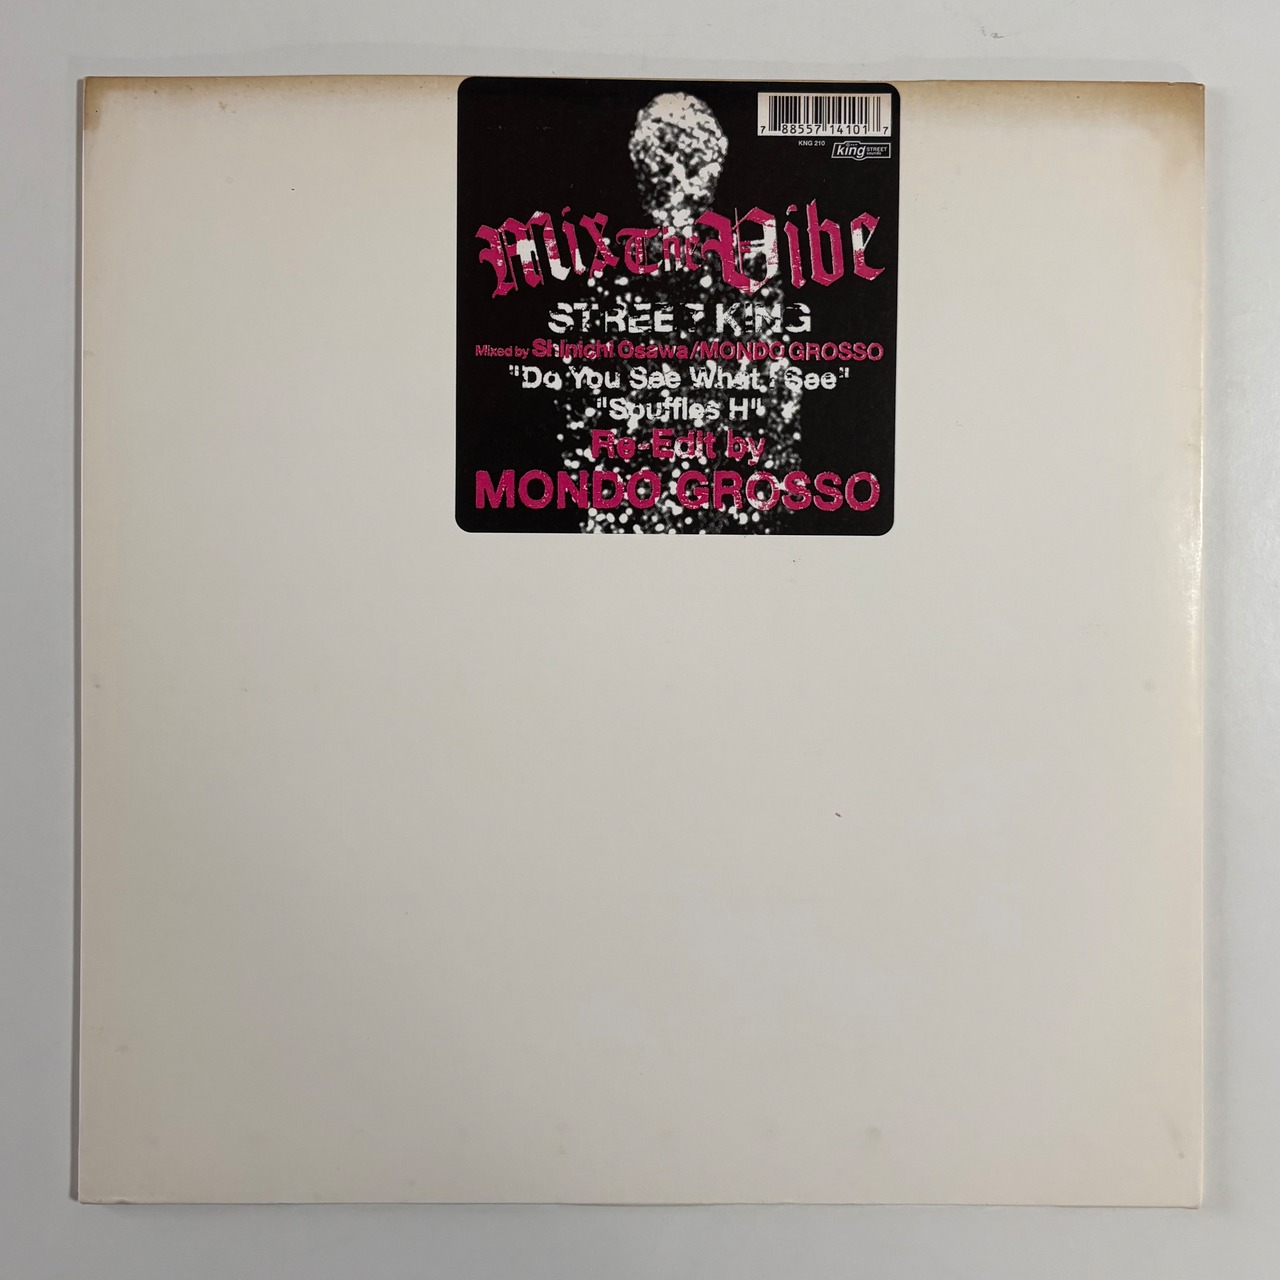 7 88557 14101 7
KNG 210
king STREET sounds
Mix The Vibe
STREET KING
Mixed by Shinichi Osawa/MONDO GROSSO
"Do You See What I See"
"Souffles H"
Re-Edit by
MONDO GROSSO